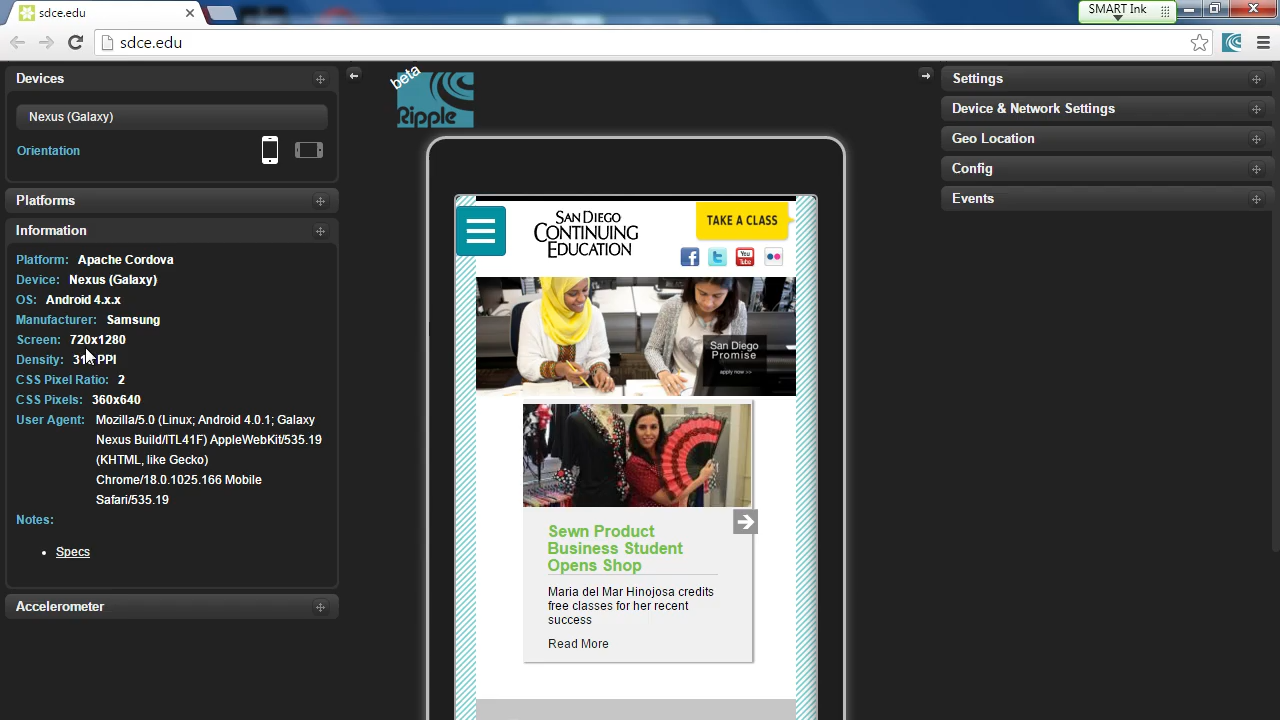 sdce.edu
SMART Ink
sdce.edu
Devices
Nexus (Galaxy)
Orientation
Platforms
Information
Platform: Apache Cordova
Device: Nexus (Galaxy)
OS: Android 4.x.x
Manufacturer: Samsung
Screen: 720x1280
Density: PPI
CSS Pixel Ratio: 2
CSS Pixels: 360x640
User Agent: Mozilla/5.0 (Linux; Android 4.0.1; Galaxy
Nexus Build/ITL41F) AppleWebKit/535.19
(KHTML, like Gecko)
Chrome/18.0.1025.166 Mobile
Safari/535.19
Notes:
Specs
Accelerometer
beta
Ripple
SAN DIEGO
CONTINUING
EDUCATION
TAKE A CLASS
You
Tube
San Diego
Promise
apply now >>
Sewn Product
Business Student
Opens Shop
Maria del Mar Hinojosa credits
free classes for her recent
success
Read More
Settings
Device & Network Settings
Geo Location
Config
Events